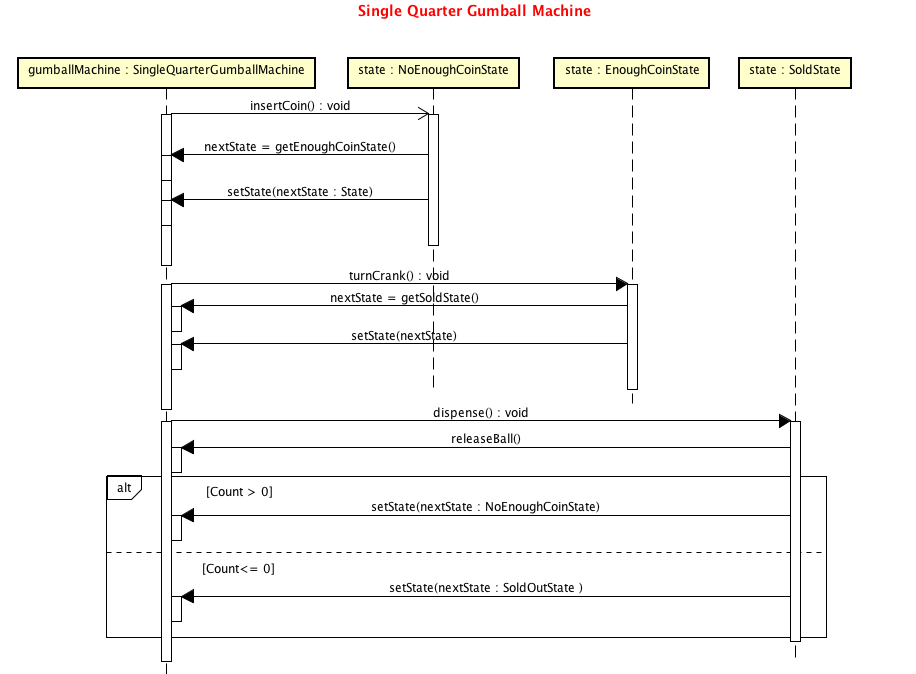 Single Quarter Gumball Machine
gumballMachine : SingleQuarterGumballMachine
state : NoEnoughCoinState
state : EnoughCoinState
state : SoldState
insertCoin() : void
nextState = getEnoughCoinState()
setState(nextState : State)
turnCrank() : void
nextState = getSoldState()
setState(nextState)
dispense() : void
releaseBall()
alt
[Count > 0]
setState(nextState : NoEnoughCoinState)
[Count<= 0]
setState(nextState : SoldOutState )